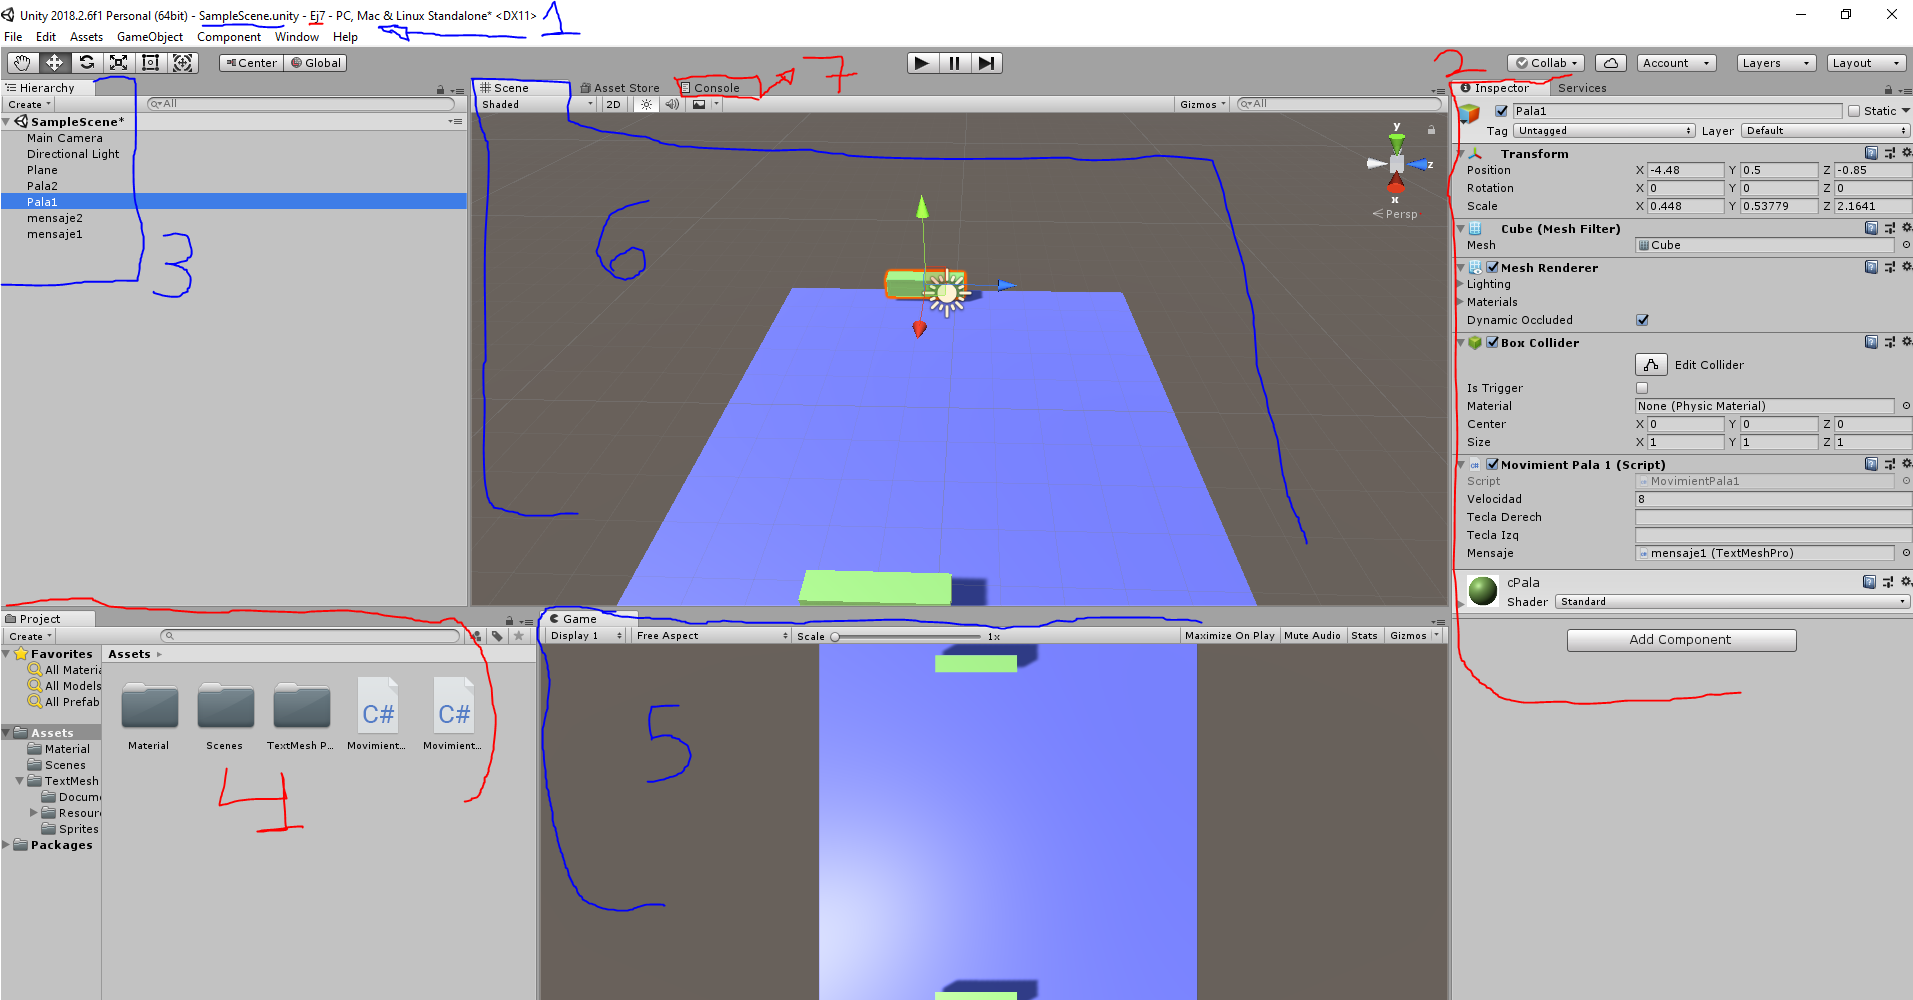 Unity 2018.2.6f1 Personal (64bit) - SampleScene.unity - Ej7 - PC, Mac & Linux Standalone* <DX11>
1
File Edit Assets GameObject Component Window Help
Center Global
7
2
Collab Account Layers Layout
Hierarchy
Create All
SampleScene*
Main Camera
Directional Light
Plane
Pala2
Pala1
mensaje2
mensaje1
3
Scene Asset Store Console
Shaded 2D Gizmos All
y
z
x
Persp
6
Inspector Services
Pala1 Static
Tag Untagged Layer Default
Transform
Position X -4.48 Y 0.5 Z -0.85
Rotation X 0 Y 0 Z 0
Scale X 0.448 Y 0.53779 Z 2.1641
Cube (Mesh Filter)
Mesh Cube
Mesh Renderer
Lighting
Materials
Dynamic Occluded
Box Collider
Edit Collider
Is Trigger
Material None (Physic Material)
Center X 0 Y 0 Z 0
Size X 1 Y 1 Z 1
Movimient Pala 1 (Script)
Script MovimientPala1
Velocidad 8
Tecla Derech
Tecla Izq
Mensaje mensaje1 (TextMeshPro)
cPala
Shader Standard
Add Component
Project
Create
Favorites
All Materia
All Models
All Prefab
Assets
Material
Scenes
TextMesh
Docume
Resourc
Sprites
Packages
Assets
C# C#
Material Scenes TextMesh P... Movimient... Movimient...
4
Game
Display 1 Free Aspect Scale 1x Maximize On Play Mute Audio Stats Gizmos
5